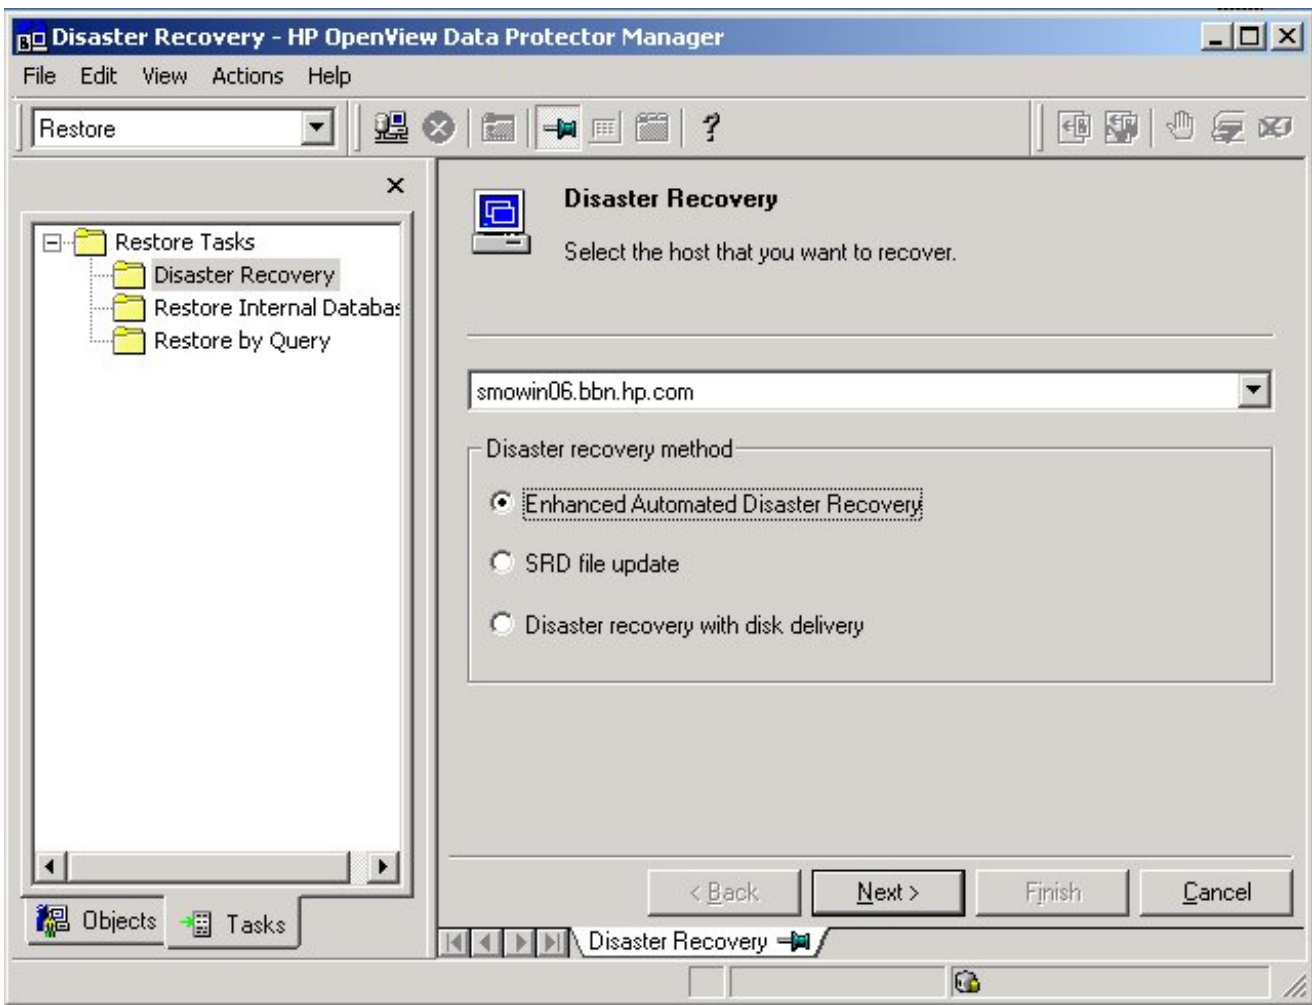 Disaster Recovery - HP OpenView Data Protector Manager
File Edit View Actions Help
Restore
Restore Tasks
Disaster Recovery
Restore Internal Databas
Restore by Query
Objects
Tasks
Disaster Recovery
Select the host that you want to recover.
smowin06.bbn.hp.com
Disaster recovery method
Enhanced Automated Disaster Recovery
SRD file update
Disaster recovery with disk delivery
< Back Next > Finish Cancel
Disaster Recovery